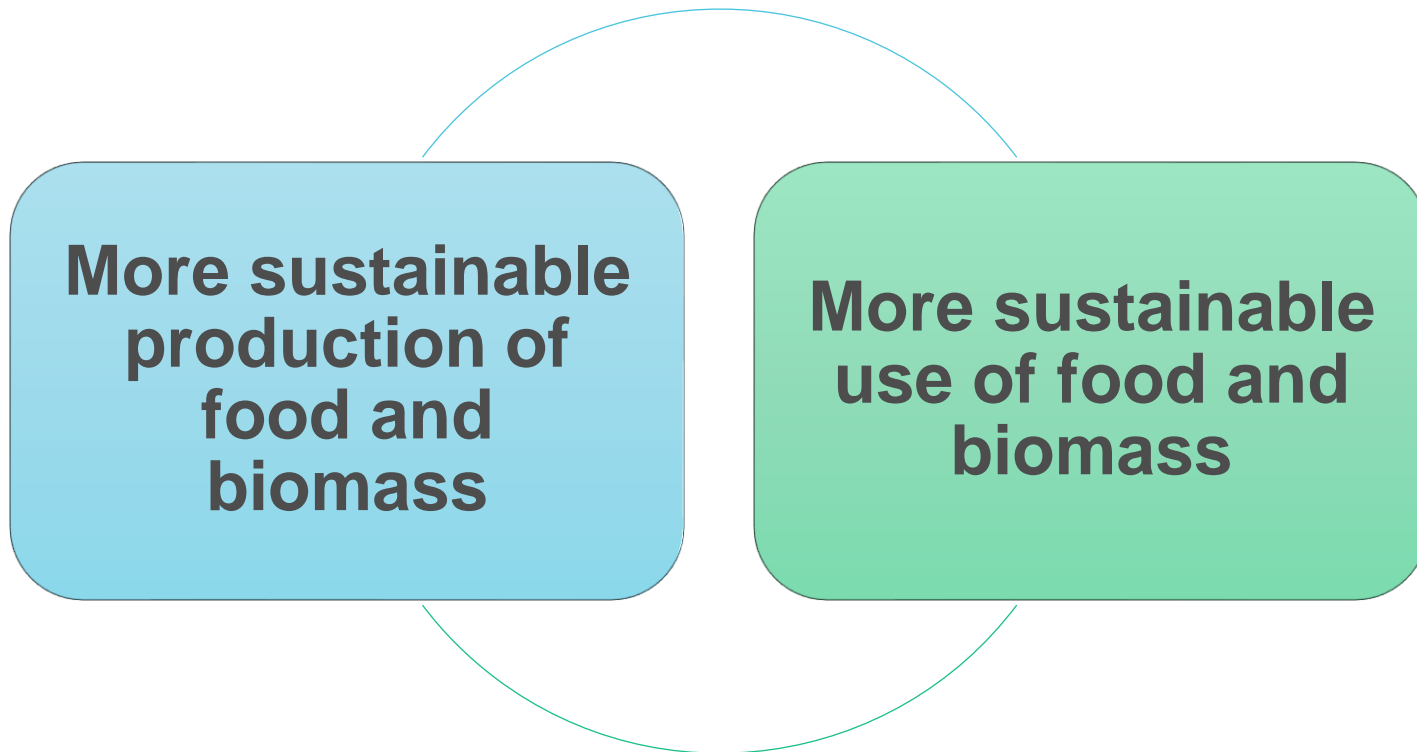 More sustainable
production of
food and
biomass
More sustainable
use of food and
biomass